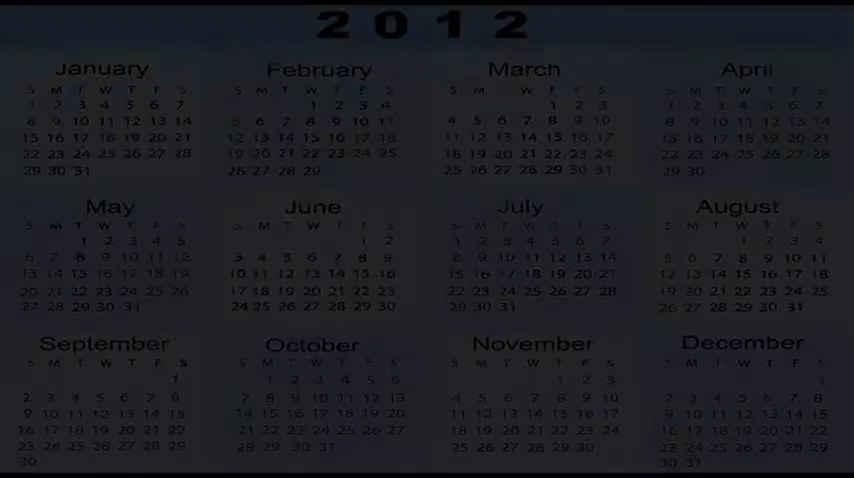 2012
January February March April
S M T W T F S S M T W T F S S M W T F S S M T W T F S
1 2 3 4 5 6 7 1 2 3 4 1 2 3 1 2 3 4 5 6 7
8 9 10 11 12 13 14 5 6 7 8 9 10 11 4 5 6 7 8 9 10 8 9 10 11 12 13 14
15 16 17 18 19 20 21 12 13 14 15 16 17 18 11 12 13 14 15 16 17 15 16 17 18 19 20 21
22 23 24 25 26 27 28 19 20 21 22 23 24 25 18 19 20 21 22 23 24 22 23 24 25 26 27 28
29 30 31 26 27 28 29 25 26 27 28 29 30 31 29 30
May June July August
S M T W T F S S M T W T F S S M T W T F S S M T W T F S
1 2 3 4 5 1 2 1 2 3 4 5 6 7 1 2 3 4
6 7 8 9 10 11 12 3 4 5 6 7 8 9 8 9 10 11 12 13 14 5 6 7 8 9 10 11
13 14 15 16 17 18 19 10 11 12 13 14 15 16 15 16 17 18 19 20 21 12 13 14 15 16 17 18
20 21 22 23 24 25 26 17 18 19 20 21 22 23 22 23 24 25 26 27 28 19 20 21 22 23 24 25
27 28 29 30 31 24 25 26 27 28 29 30 29 30 31 26 27 28 29 30 31
September October November December
S M T W T F S S M T W T F S S M T W T F S S M T W T F S
1 1 2 3 4 5 6 1 2 3 1
2 3 4 5 6 7 8 7 8 9 10 11 12 13 4 5 6 7 8 9 10 2 3 4 5 6 7 8
9 10 11 12 13 14 15 14 15 16 17 18 19 20 11 12 13 14 15 16 17 9 10 11 12 13 14 15
16 17 18 19 20 21 22 21 22 23 24 25 26 27 18 19 20 21 22 23 24 16 17 18 19 20 21 22
23 24 25 26 27 28 29 28 29 30 31 25 26 27 28 29 30 23 24 25 26 27 28 29
30 30 31